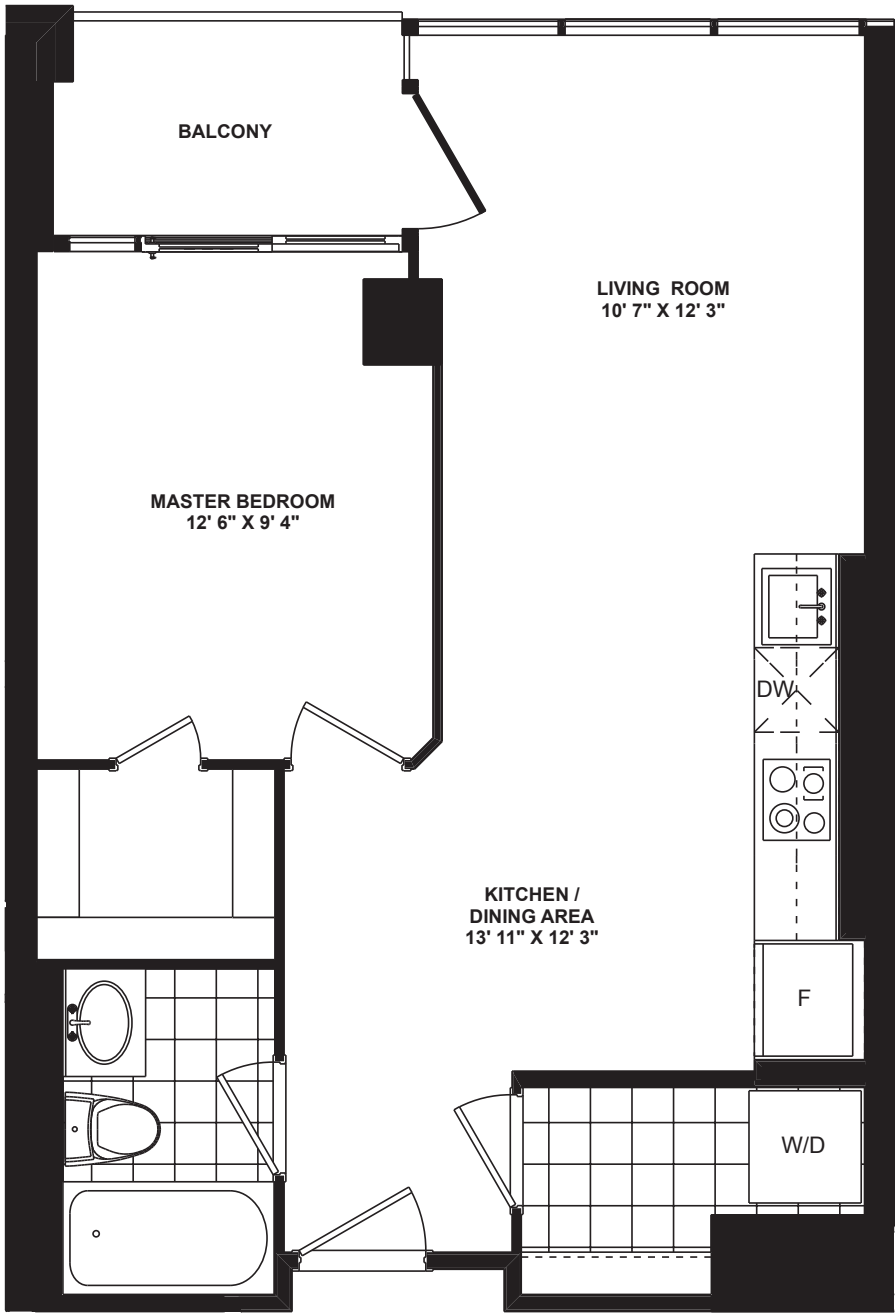 BALCONY
LIVING ROOM
10' 7" X 12' 3"
MASTER BEDROOM
12' 6" X 9' 4"
DW
KITCHEN /
DINING AREA
13' 11" X 12' 3"
F
W/D